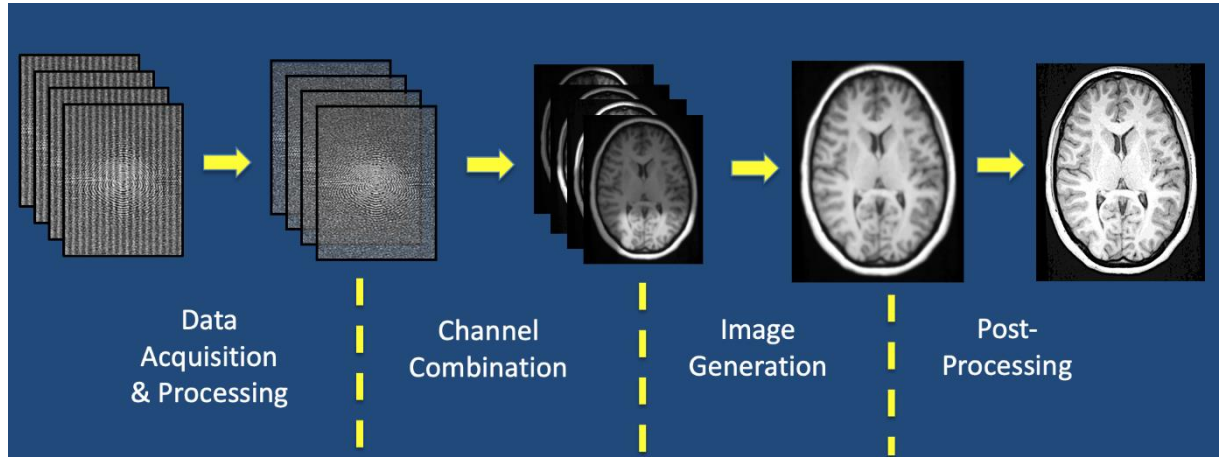 Data
Acquisition
& Processing
Channel
Combination
Image
Generation
Post-
Processing